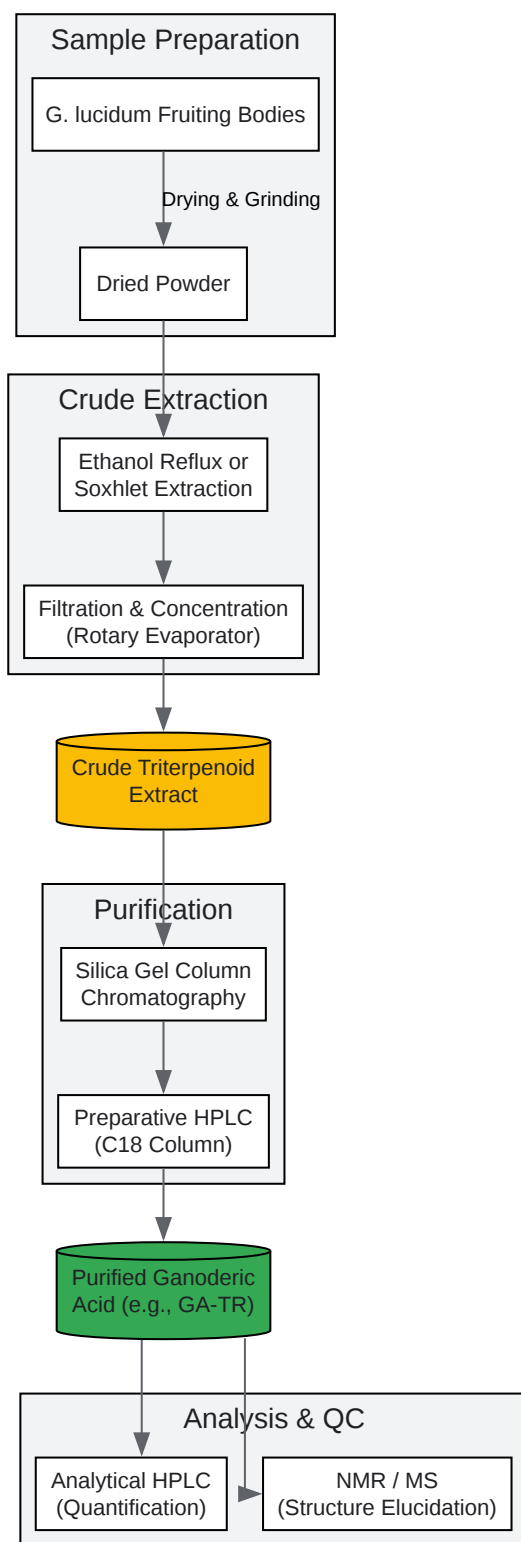 Sample Preparation
G. lucidum Fruiting Bodies
Drying & Grinding
Dried Powder
Crude Extraction
Ethanol Reflux or
Soxhlet Extraction
Filtration & Concentration
(Rotary Evaporator)
Crude Triterpenoid
Extract
Purification
Silica Gel Column
Chromatography
Preparative HPLC
(C18 Column)
Purified Ganoderic
Acid (e.g., GA-TR)
Analysis & QC
Analytical HPLC
(Quantification)
NMR / MS
(Structure Elucidation)